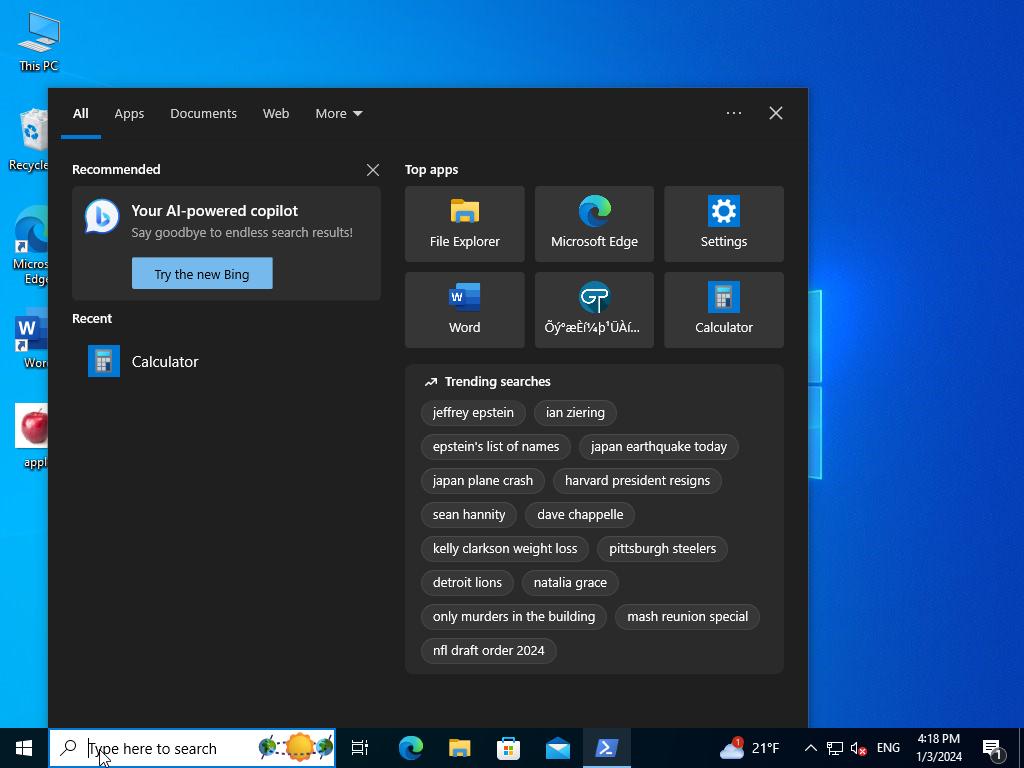 This PC
All
Apps
Documents
Web
More
Recycle
Recommended
Top apps
Your AI-powered copilot
Say goodbye to endless search results!
Try the new Bing
File Explorer
Microsoft Edge
Settings
Micros
Edge
Recent
W
W
Word
ÕýºæÈí¼þ¹ÜÀí...
Calculator
Calculator
Word
Trending searches
jeffrey epstein
ian ziering
epstein's list of names
japan earthquake today
appl
japan plane crash
harvard president resigns
sean hannity
dave chappelle
kelly clarkson weight loss
pittsburgh steelers
detroit lions
natalia grace
only murders in the building
mash reunion special
nfl draft order 2024
Type here to search
1
21°F
ENG
4:18 PM
1/3/2024
1